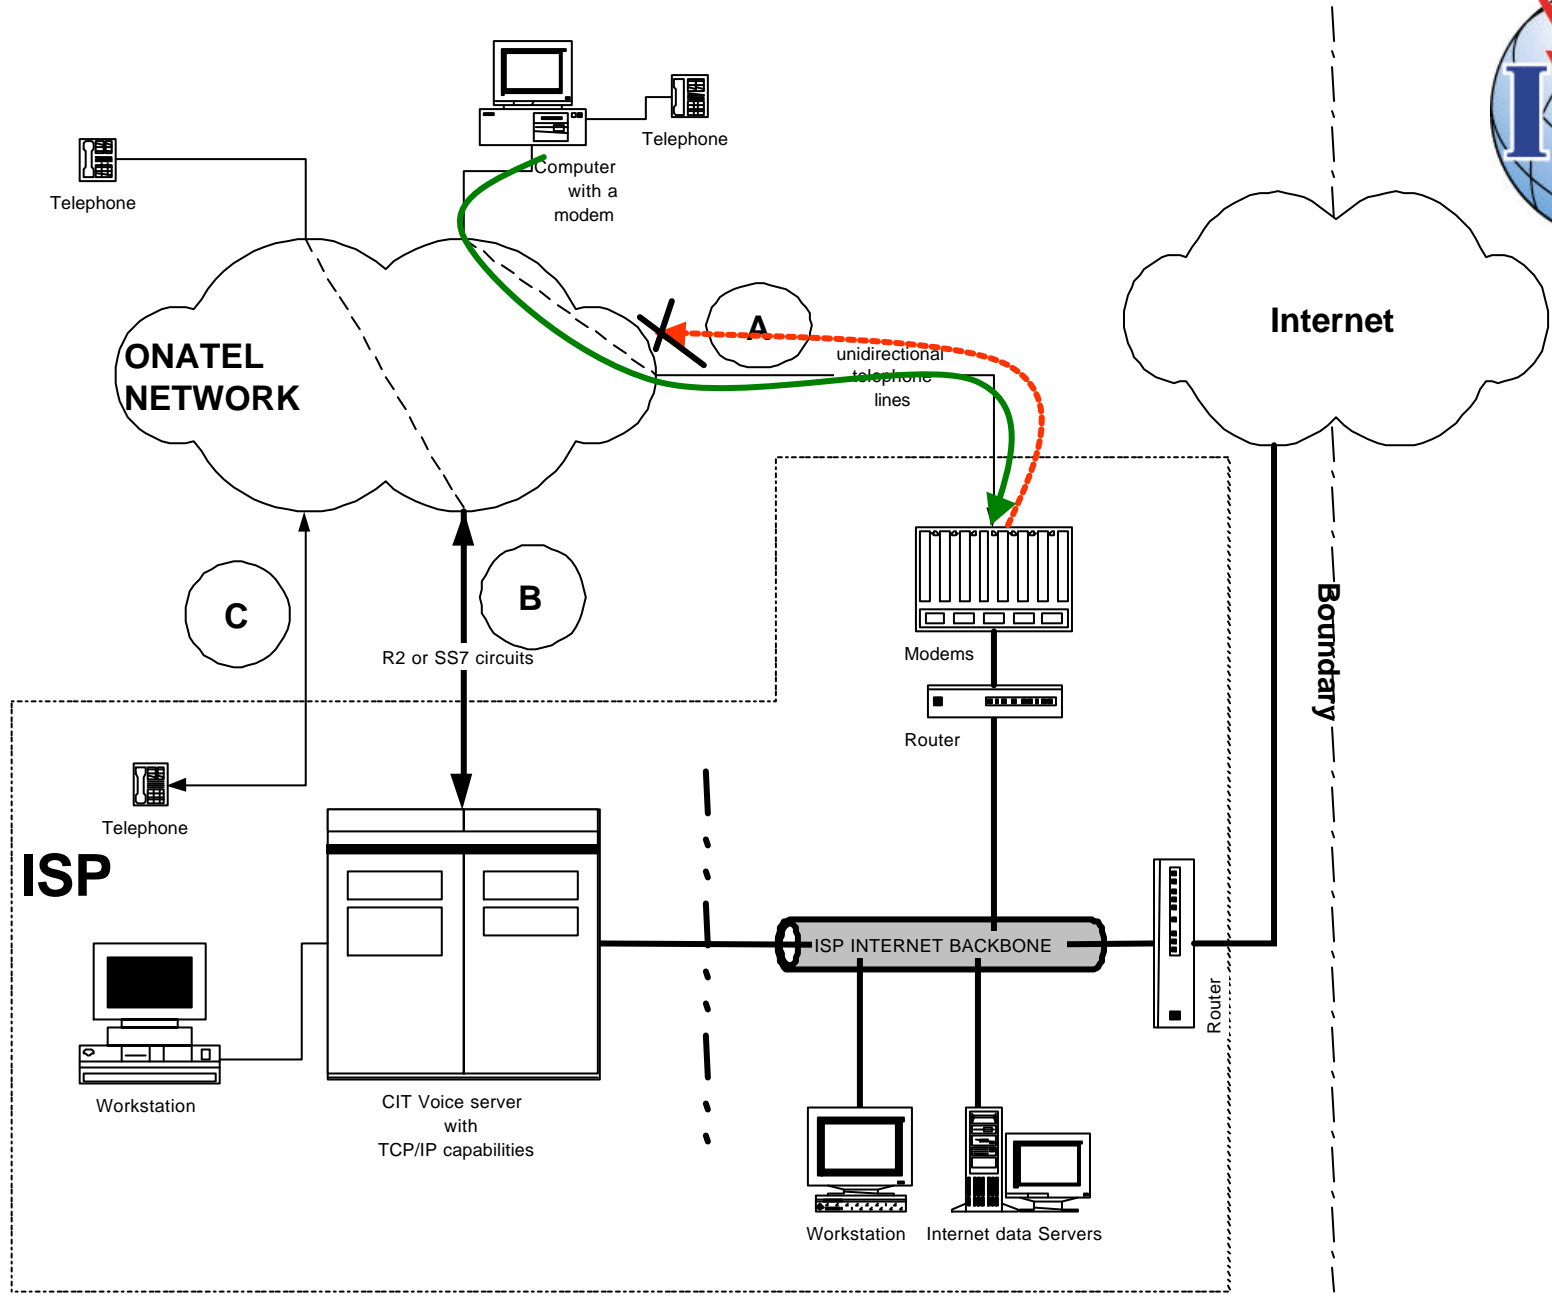 Telephone
Computer
with a
modem
Telephone
Internet
A
ONATEL
NETWORK
unidirectional
telephone
lines
C
B
R2 or SS7 circuits
Boundary
Modems
Router
Telephone
ISP
ISP INTERNET BACKBONE
Router
Workstation
CIT Voice server
with
TCP/IP capabilities
Workstation
Internet data Servers